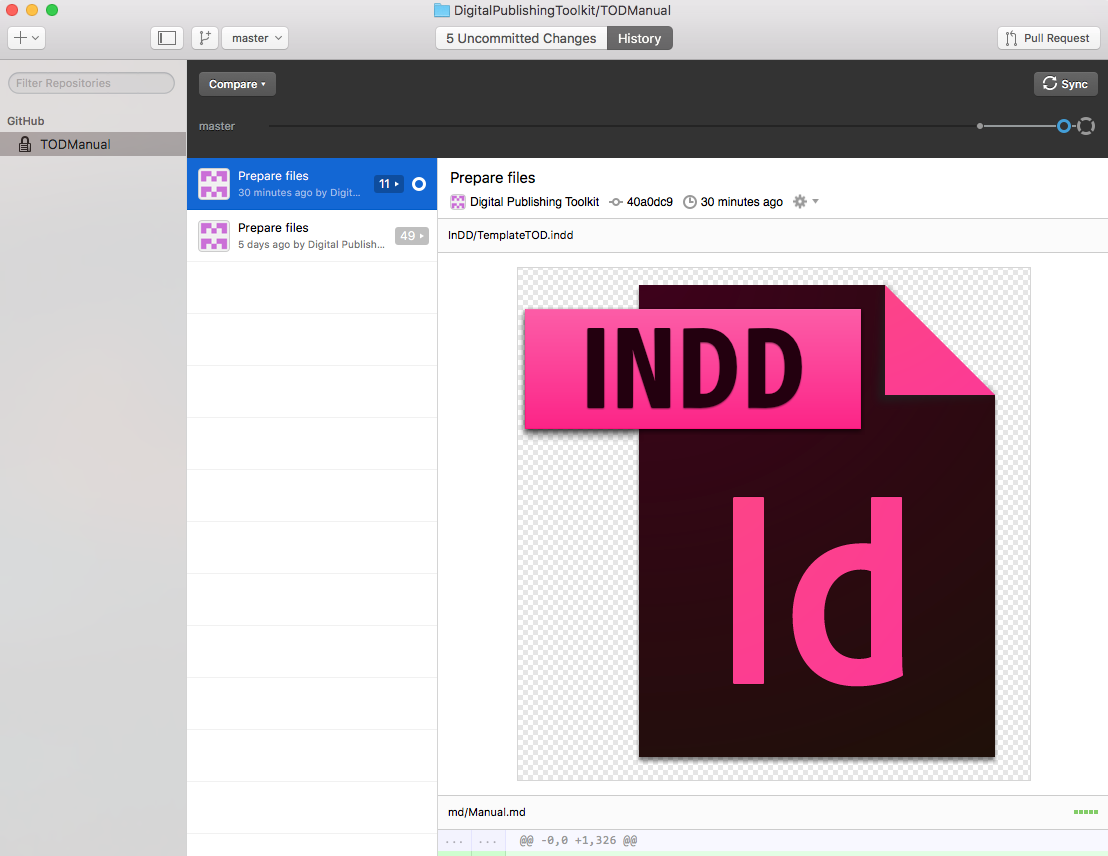 DigitalPublishingToolkit/TODManual
master
5 Uncommitted Changes
History
Pull Request
Filter Repositories
Compare
Sync
GitHub
master
TODManual
Prepare files
30 minutes ago by Digit...
11
Prepare files
5 days ago by Digital Publish...
49
Prepare files
Digital Publishing Toolkit
40a0dc9
30 minutes ago
InDD/TemplateTOD.indd
INDD
Id
md/Manual.md
... ... @@ -0,0 +1,326 @@